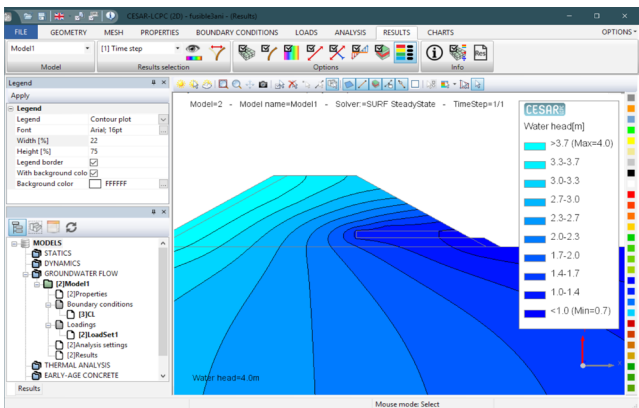 CESAR-LCPC (2D) - fuoible3ani - (Results)
FILE GEOMETRY MESH PROPERTIES BOUNDARY CONDITIONS LOADS ANALYSIS RESULTS CHARTS OPTIONS
Model1 [1] Time step
Res
Model Results selection Options Info
Legend
Apply
Legend
Legend Contour plot
Font Arial; 16pt
Width [%] 22
Height [%] 75
Legend border
With background colo
Background color FFFFFF
MODELS
STATICS
DYNAMICS
GROUNDWATER FLOW
[2]Model1
[2]Properties
Boundary conditions
[3]CL
Loadings
[2]LoadSet1
[2]Analysis settings
[2]Results
THERMAL ANALYSIS
EARLY-AGE CONCRETE
Results
Model=2 - Model name=Model1 - Solver:=SURF SteadyState - TimeStep=1/1
CESAR
Water head[m]
>3.7 (Max=4.0)
3.3-3.7
3.0-3.3
2.7-3.0
2.3-2.7
2.0-2.3
1.7-2.0
1.4-1.7
1.0-1.4
<1.0 (Min=0.7)
Water head=4.0m
Mouse mode: Select